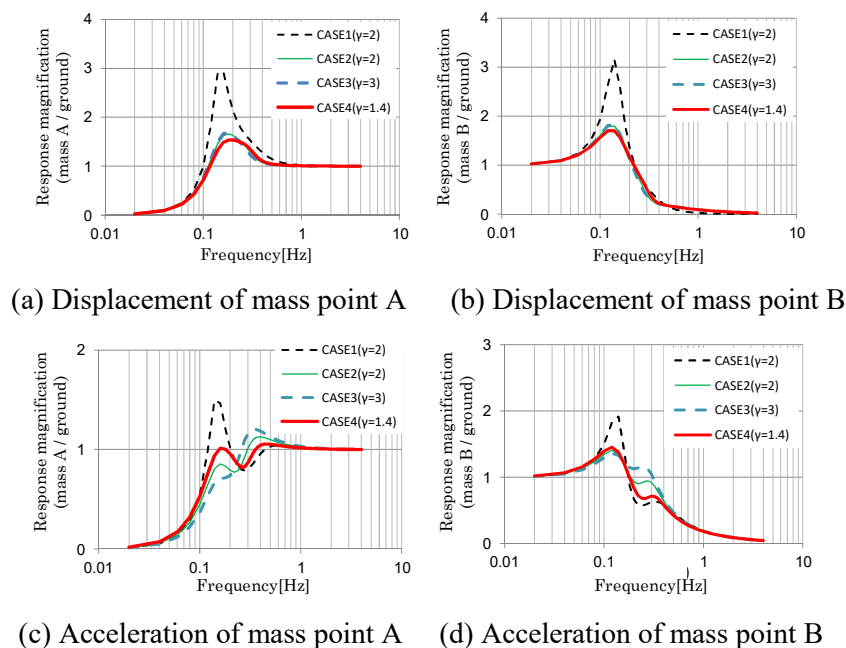 Response magnification
(mass A / ground)
4
3
2
1
0
0.01
0.1
1
10
Frequency[Hz]
CASE1(γ=2)
CASE2(γ=2)
CASE3(γ=3)
CASE4(γ=1.4)
(a) Displacement of mass point A
Response magnification
(mass B / ground)
4
3
2
1
0
0.01
0.1
1
10
Frequency[Hz]
CASE1(γ=2)
CASE2(γ=2)
CASE3(γ=3)
CASE4(γ=1.4)
(b) Displacement of mass point B
Response magnification
(mass A / ground)
2
1
0
0.01
0.1
1
10
Frequency[Hz]
CASE1(γ=2)
CASE2(γ=2)
CASE3(γ=3)
CASE4(γ=1.4)
(c) Acceleration of mass point A
Response magnification
(mass B / ground)
3
2
1
0
0.01
0.1
1
10
Frequency[Hz]
CASE1(γ=2)
CASE2(γ=2)
CASE3(γ=3)
CASE4(γ=1.4)
(d) Acceleration of mass point B